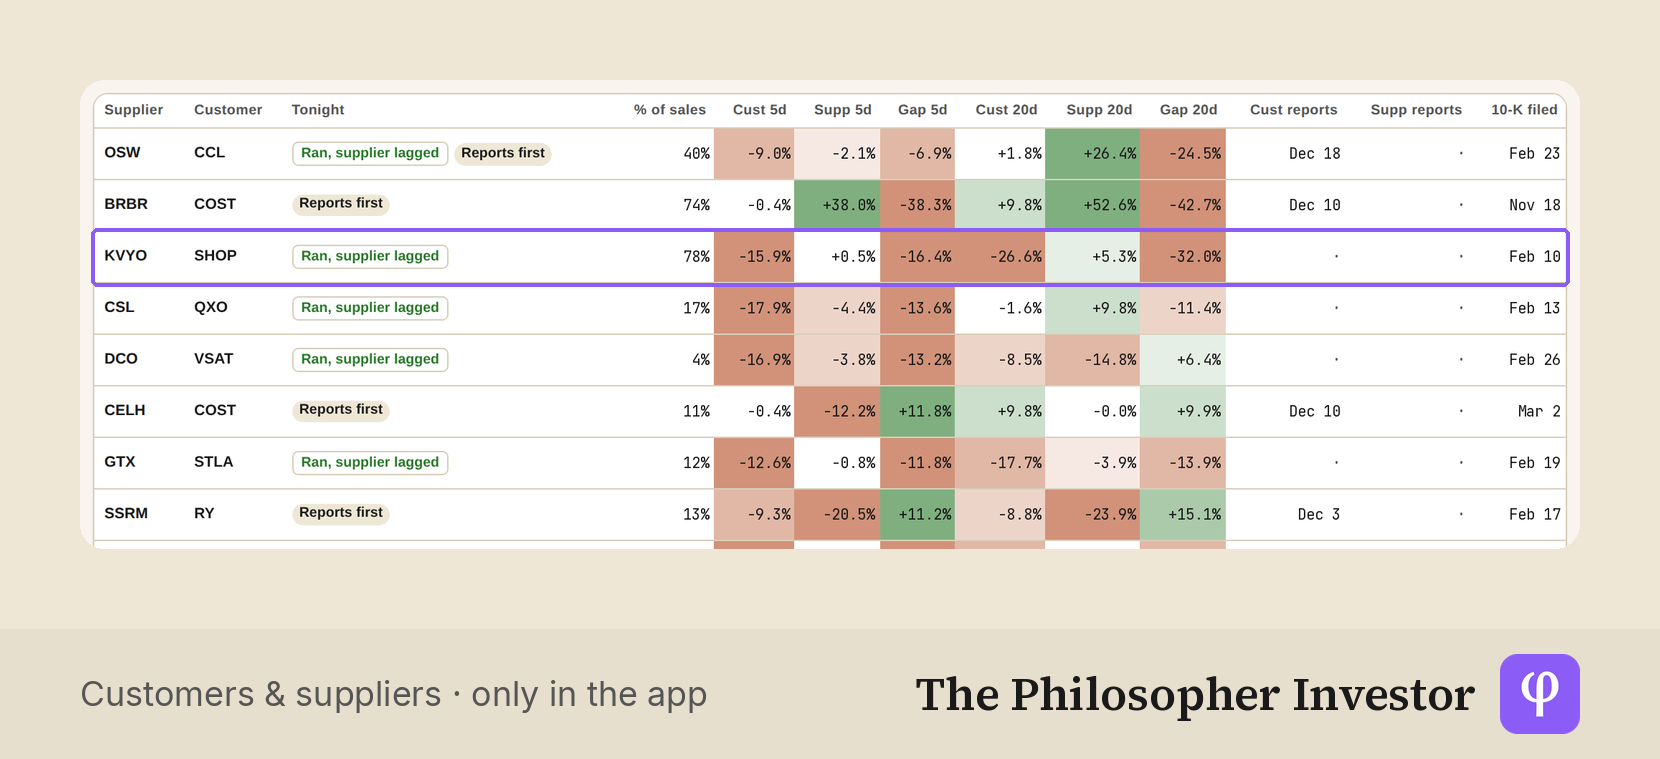 Supplier Customer Tonight % of sales Cust 5d Supp 5d Gap 5d Cust 20d Supp 20d Gap 20d Cust reports Supp reports 10-K filed
OSW CCL Ran, supplier lagged Reports first 40% -9.0% -2.1% -6.9% +1.8% +26.4% -24.5% Dec 18 · Feb 23
BRBR COST Reports first 74% -0.4% +38.0% -38.3% +9.8% +52.6% -42.7% Dec 10 · Nov 18
KVYO SHOP Ran, supplier lagged 78% -15.9% +0.5% -16.4% -26.6% +5.3% -32.0% · · Feb 10
CSL QXO Ran, supplier lagged 17% -17.9% -4.4% -13.6% -1.6% +9.8% -11.4% · · Feb 13
DCO VSAT Ran, supplier lagged 4% -16.9% -3.8% -13.2% -8.5% -14.8% +6.4% · · Feb 26
CELH COST Reports first 11% -0.4% -12.2% +11.8% +9.8% -0.0% +9.9% Dec 10 · Mar 2
GTX STLA Ran, supplier lagged 12% -12.6% -0.8% -11.8% -17.7% -3.9% -13.9% · · Feb 19
SSRM RY Reports first 13% -9.3% -20.5% +11.2% -8.8% -23.9% +15.1% Dec 3 · Feb 17
Customers & suppliers · only in the app
The Philosopher Investor φ